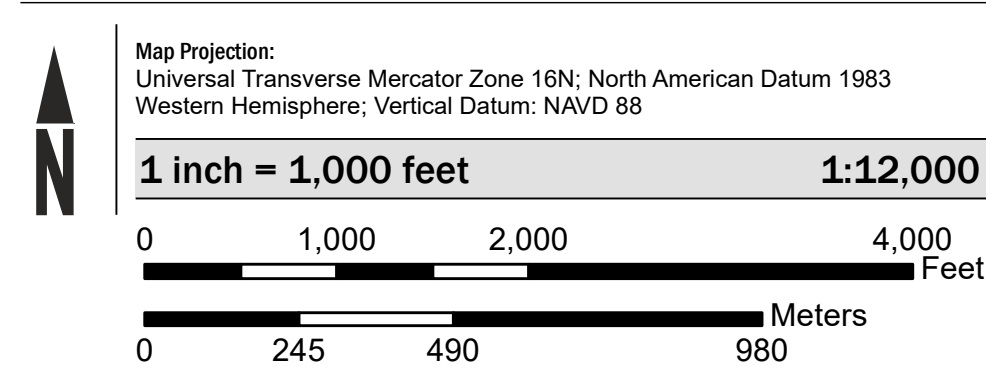 N
Map Projection:
Universal Transverse Mercator Zone 16N; North American Datum 1983
Western Hemisphere; Vertical Datum: NAVD 88
1 inch = 1,000 feet 1:12,000
0 1,000 2,000 4,000
Feet
Meters
0 245 490 980